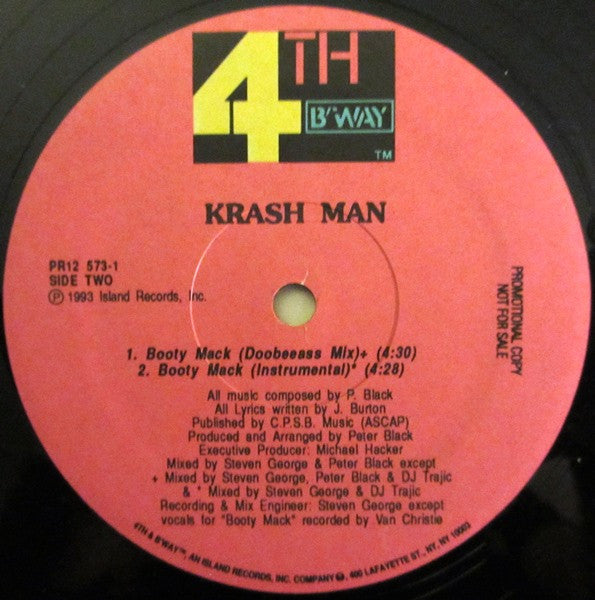 4TH
B'WAY
TM
KRASH MAN
PR12 573-1
SIDE TWO
Ⓟ 1993 Island Records, Inc.
PROMOTIONAL COPY
NOT FOR SALE
1. Booty Mack (Doobeeass Mix)+ (4:30)
2. Booty Mack (Instrumental)* (4:28)
All music composed by P. Black
All Lyrics written by J. Burton
Published by C.P.S.B. Music (ASCAP)
Produced and Arranged by Peter Black
Executive Producer: Michael Hacker
Mixed by Steven George & Peter Black except
+ Mixed by Steven George, Peter Black & DJ Trajic
& * Mixed by Steven George & DJ Trajic
Recording & Mix Engineer: Steven George except
vocals for "Booty Mack" recorded by Van Christie
4TH & B'WAY™, AN ISLAND RECORDS, INC. COMPANY Ⓟ, 400 LAFAYETTE ST., NY, NY 10003